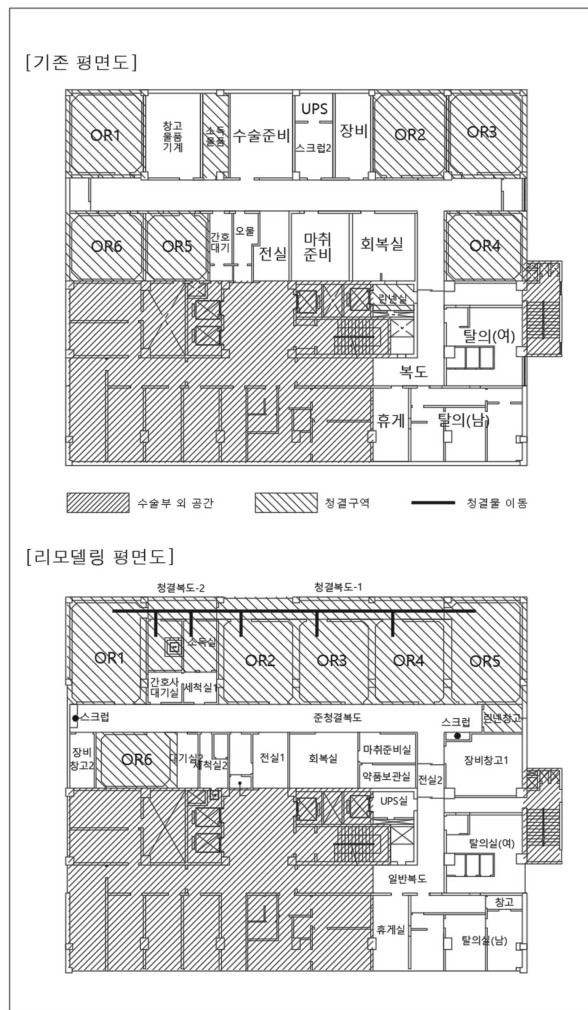 [기존 평면도]
OR1
창고
물품
기계
소독
물품
수술준비
UPS
스크럽2
장비
OR2
OR3
OR6
OR5
간호
대기
오물
전실
마취
준비
회복실
OR4
린넨실
탈의(여)
복도
휴게
탈의(남)
수술부 외 공간
청결구역
청결물 이동
[리모델링 평면도]
청결복도-2
청결복도-1
OR1
소독실
간호사
대기실
세척실1
OR2
OR3
OR4
OR5
스크럽
준청결복도
스크럽
린넨창고
장비
창고2
OR6
대기실2
세척실2
전실1
회복실
마취준비실
약품보관실
전실2
장비창고1
UPS실
탈의실(여)
일반복도
창고
휴게실
탈의실(남)